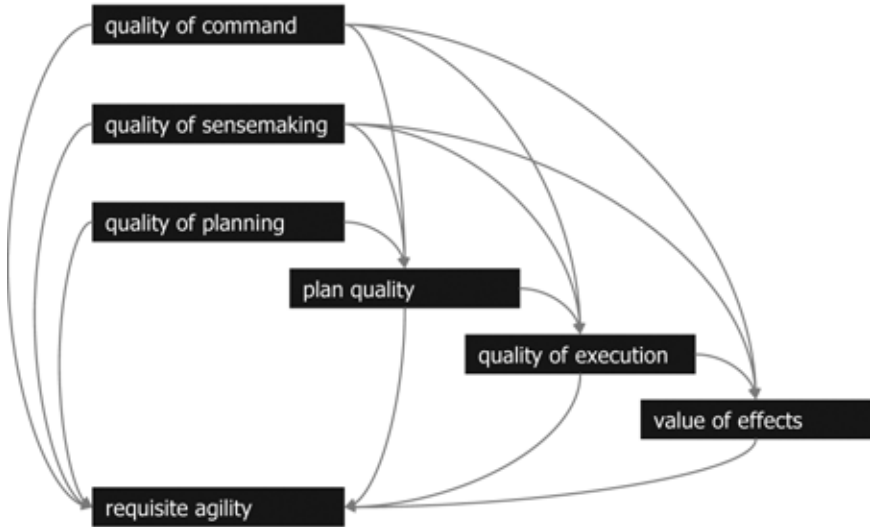 quality of command
quality of sensemaking
quality of planning
plan quality
quality of execution
value of effects
requisite agility